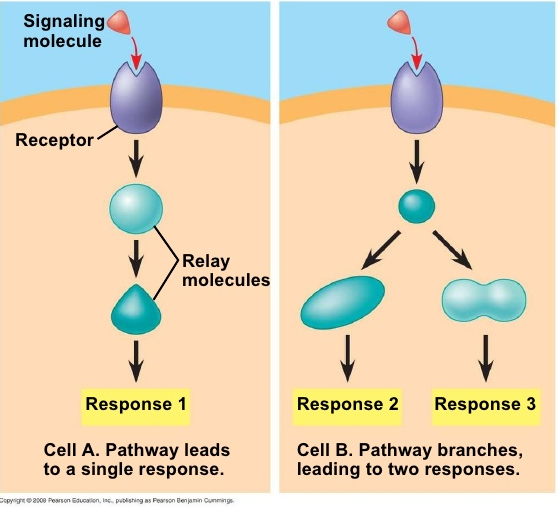 Signaling
molecule
Receptor
Relay
molecules
Response 1
Cell A. Pathway leads
to a single response.
Response 2
Response 3
Cell B. Pathway branches,
leading to two responses.
Copyright © 2008 Pearson Education, Inc., publishing as Pearson Benjamin Cummings.